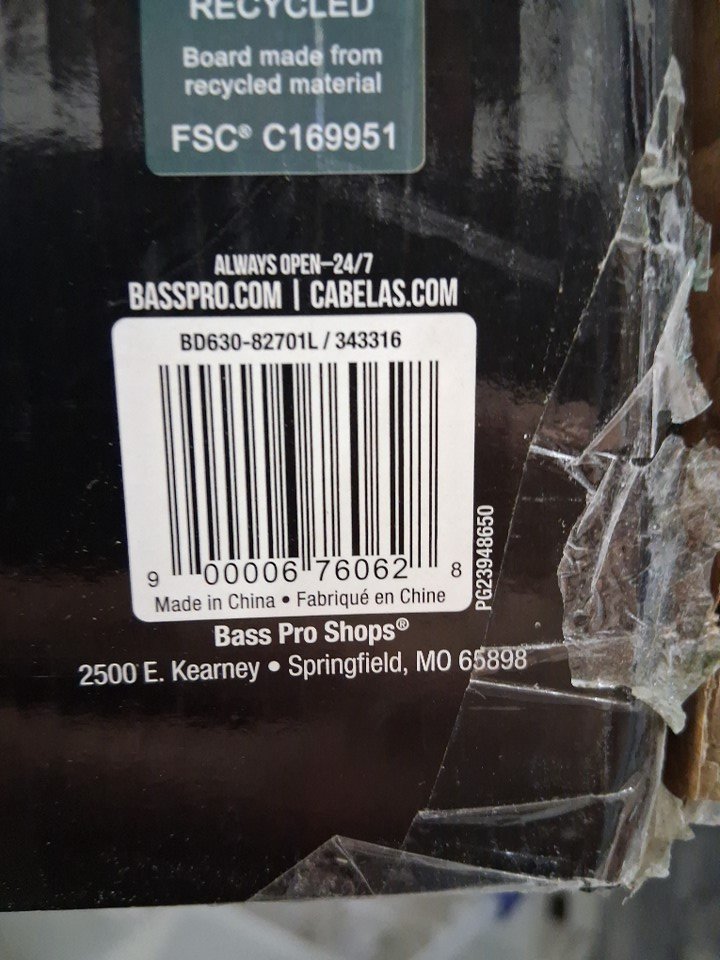 RECYCLED
Board made from
recycled material
FSC® C169951
ALWAYS OPEN–24/7
BASSPRO.COM | CABELAS.COM
BD630-82701L / 343316
9 00006 76062 8
Made in China • Fabriqué en Chine
PG23948650
Bass Pro Shops®
2500 E. Kearney • Springfield, MO 65898